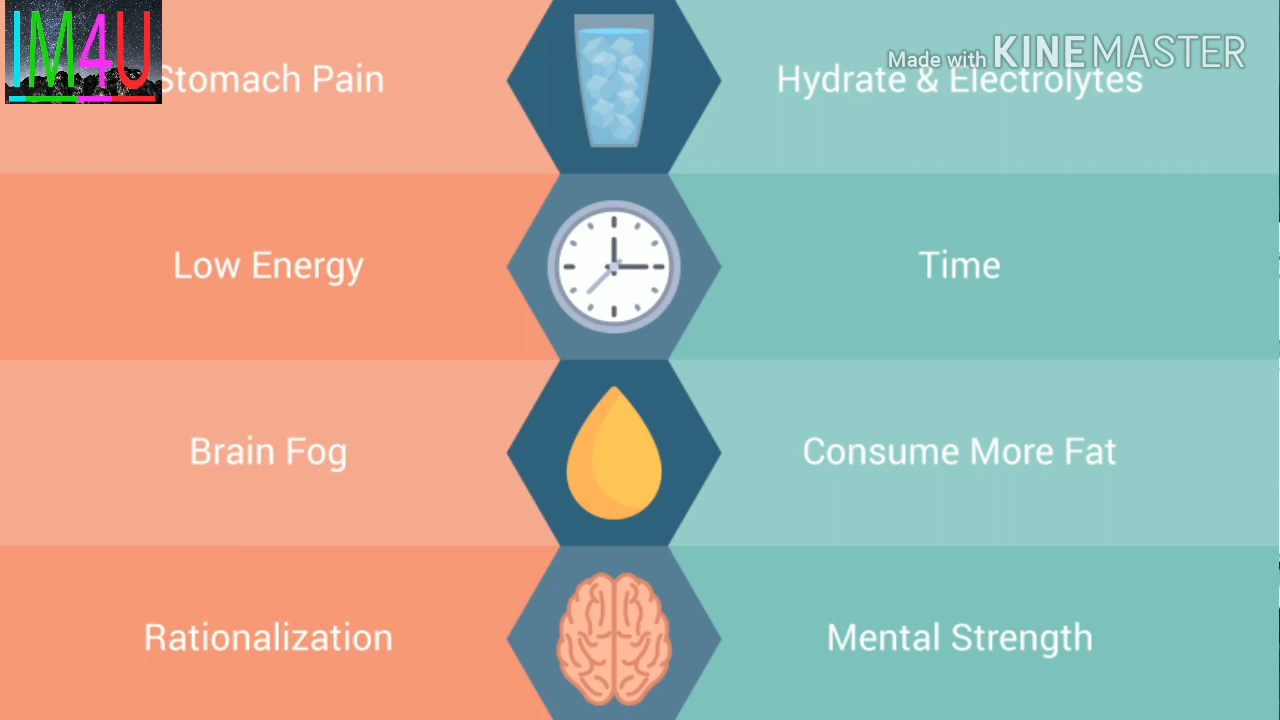 IM4U
Made with KINEMASTER
Stomach Pain
Hydrate & Electrolytes
Low Energy
Time
Brain Fog
Consume More Fat
Rationalization
Mental Strength